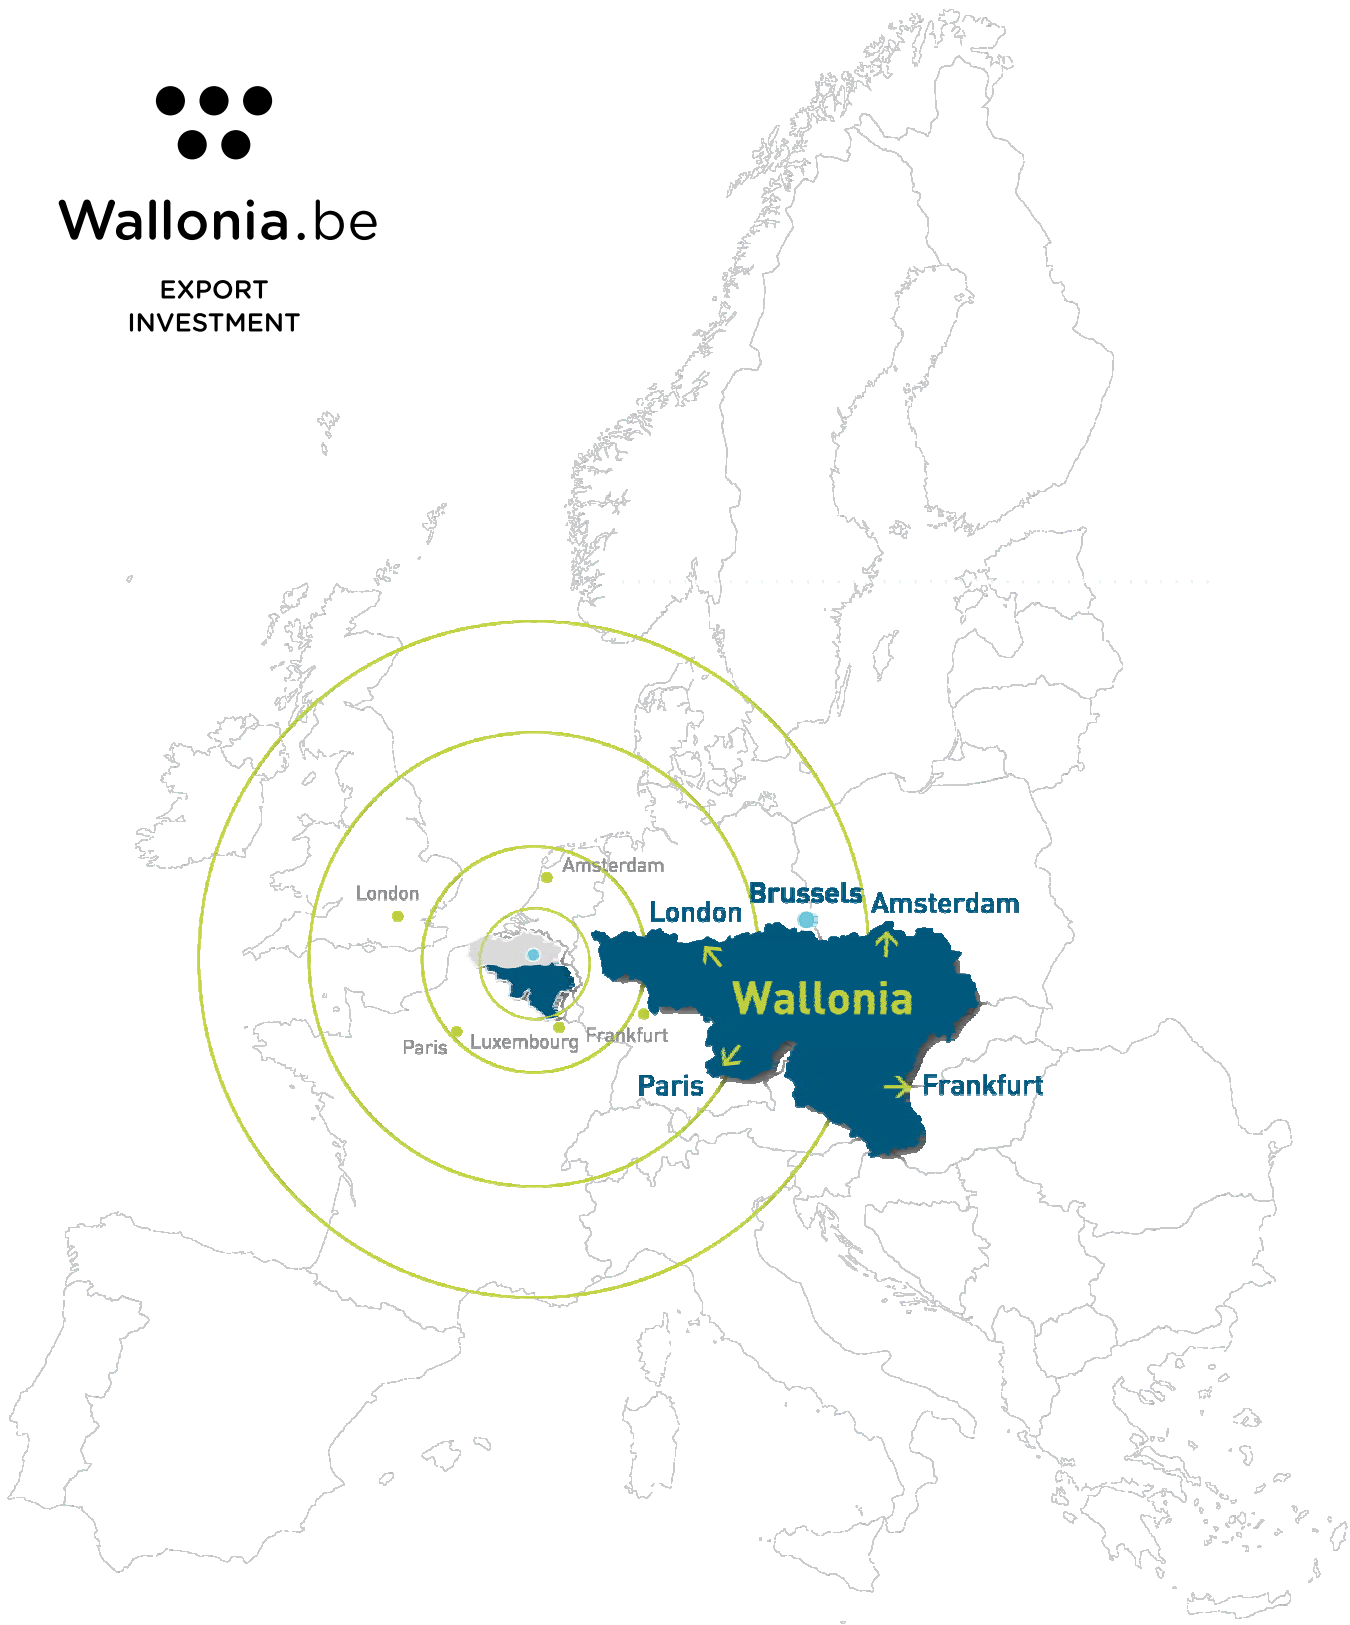 Wallonia.be
EXPORT
INVESTMENT
Amsterdam
London
Brussels
London
Amsterdam
Wallonia
Paris
Luxembourg
Frankfurt
Paris
Frankfurt